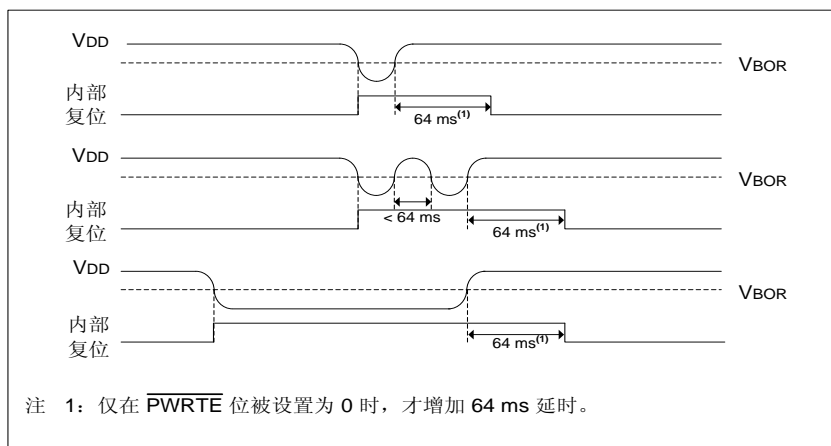 VDD
VBOR
内部
复位
64 ms(1)
VDD
VBOR
内部
复位
< 64 ms
64 ms(1)
VDD
VBOR
内部
复位
64 ms(1)
注 1：仅在 PWRTE 位被设置为 0 时，才增加 64 ms 延时。